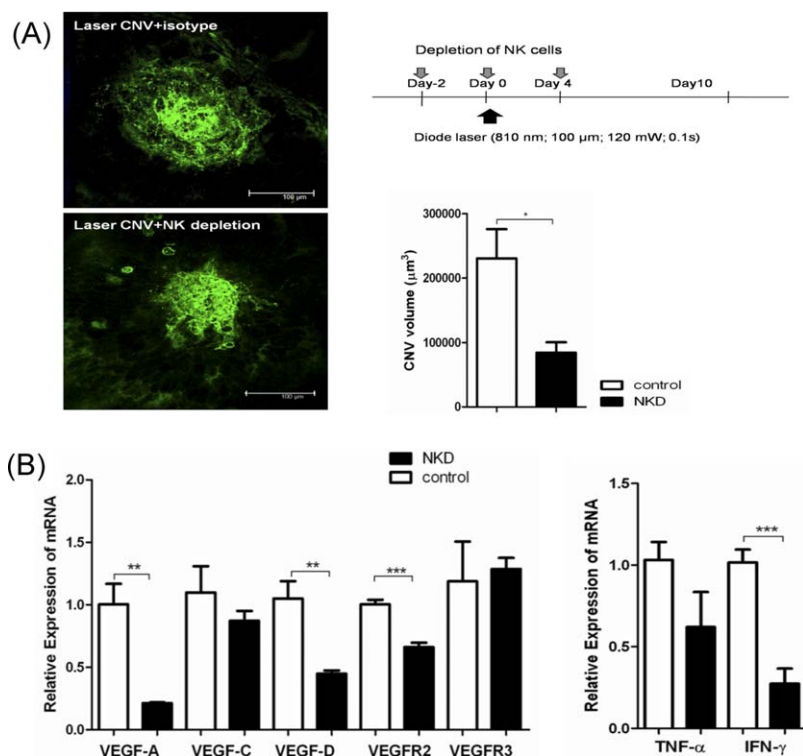 (A)
Laser CNV+isotype
100 µm
Laser CNV+NK depletion
100 µm
Depletion of NK cells
Day-2 Day 0 Day 4 Day10
Diode laser (810 nm; 100 µm; 120 mW; 0.1s)
300000
200000
100000
0
CNV volume (µm³)
*
control
NKD
(B)
NKD
control
Relative Expression of mRNA
2.0
1.5
1.0
0.5
0.0
** ** ***
VEGF-A VEGF-C VEGF-D VEGFR2 VEGFR3
Relative Expression of mRNA
1.5
1.0
0.5
0.0
***
TNF-α IFN-γ